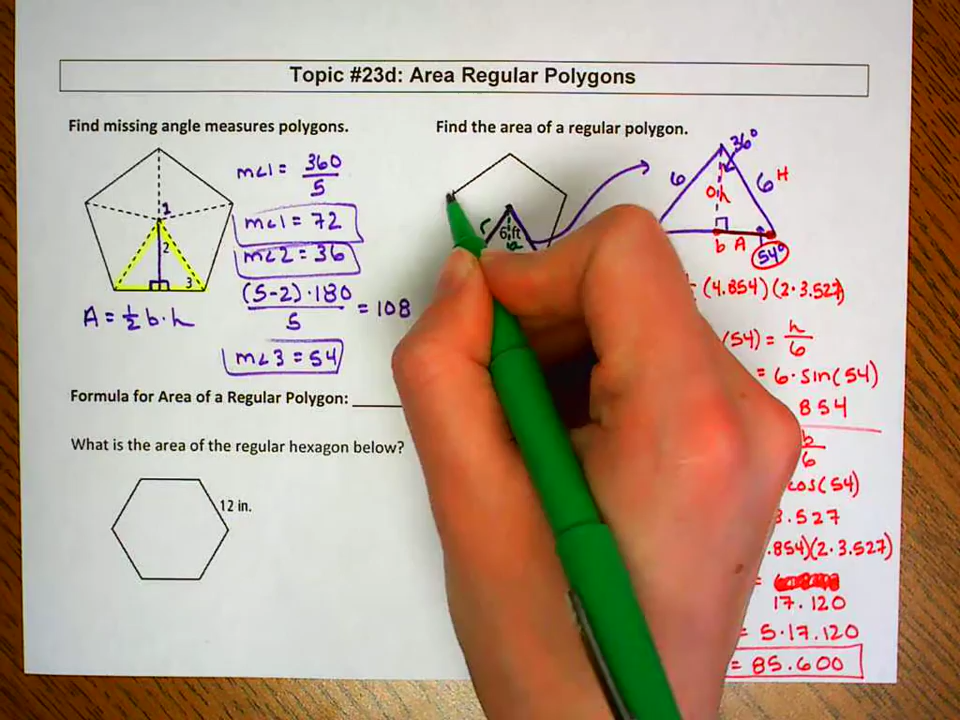 Topic #23d: Area Regular Polygons
Find missing angle measures polygons.
1
2
3
m∠1 = 360/5
m∠1 = 72
m∠2 = 36
(5-2)·180/5 = 108
m∠3 = 54
A = ½ b·h
Find the area of a regular polygon.
r
6 ft
a
36°
6
6 H
O h
b A
54°
(4.854)(2·3.527)
(54) = h/6
= 6·sin(54)
854
b/6
cos(54)
3.527
.854)(2·3.527)
=
17.120
= 5·17.120
= 85.600
Formula for Area of a Regular Polygon:
What is the area of the regular hexagon below?
12 in.